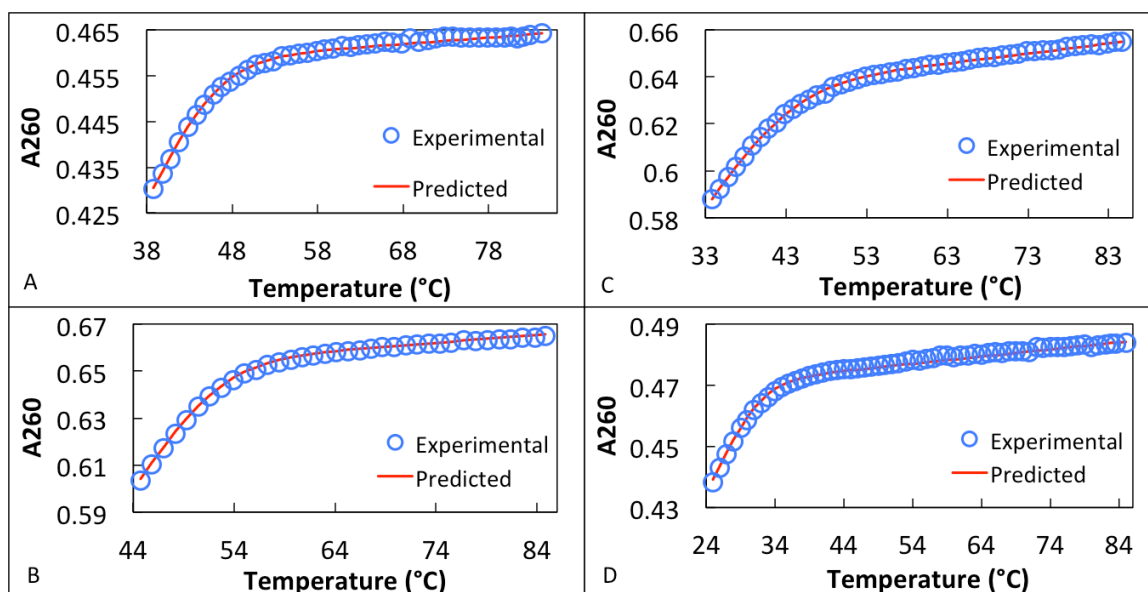 0.465
0.455
0.445
0.435
0.425
A260
Experimental
Predicted
38 48 58 68 78
Temperature (°C)
A
0.66
0.64
0.62
0.6
0.58
A260
Experimental
Predicted
33 43 53 63 73 83
Temperature (°C)
C
0.67
0.65
0.63
0.61
0.59
A260
Experimental
Predicted
44 54 64 74 84
Temperature (°C)
B
0.49
0.47
0.45
0.43
A260
Experimental
Predicted
24 34 44 54 64 74 84
Temperature (°C)
D